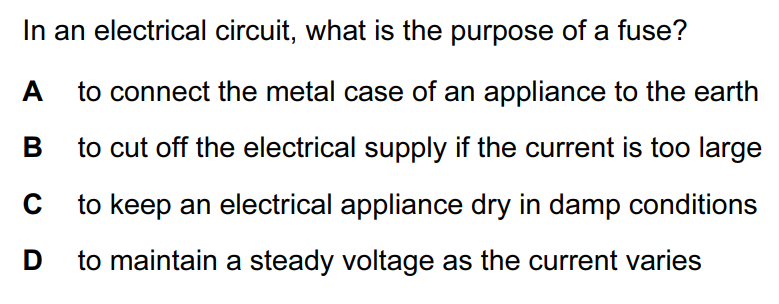 In an electrical circuit, what is the purpose of a fuse?
A to connect the metal case of an appliance to the earth
B to cut off the electrical supply if the current is too large
C to keep an electrical appliance dry in damp conditions
D to maintain a steady voltage as the current varies